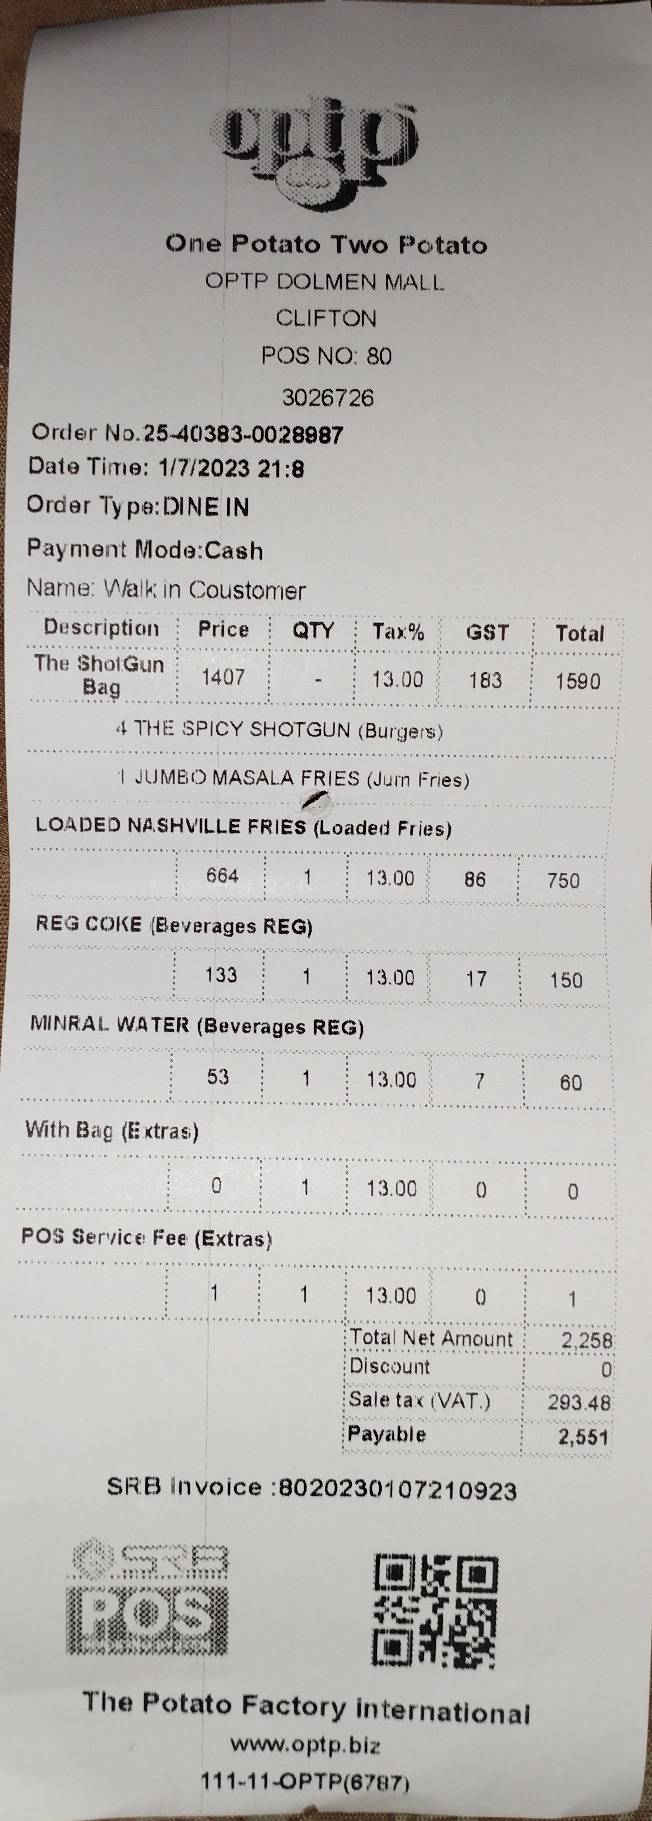 optp
One Potato Two Potato
OPTP DOLMEN MALL
CLIFTON
POS NO: 80
3026726
Order No.25-40383-0028987
Date Time: 1/7/2023 21:8
Order Type:DINE IN
Payment Mode:Cash
Name: Walk in Coustomer
Description Price QTY Tax% GST Total
The ShotGun Bag 1407 - 13.00 183 1590
4 THE SPICY SHOTGUN (Burgers)
1 JUMBO MASALA FRIES (Jum Fries)
LOADED NASHVILLE FRIES (Loaded Fries)
664 1 13.00 86 750
REG COKE (Beverages REG)
133 1 13.00 17 150
MINRAL WATER (Beverages REG)
53 1 13.00 7 60
With Bag (Extras)
0 1 13.00 0 0
POS Service Fee (Extras)
1 1 13.00 0 1
Total Net Amount 2,258
Discount 0
Sale tax (VAT.) 293.48
Payable 2,551
SRB Invoice :8020230107210923
SRB
POS
The Potato Factory international
www.optp.biz
111-11-OPTP(6787)